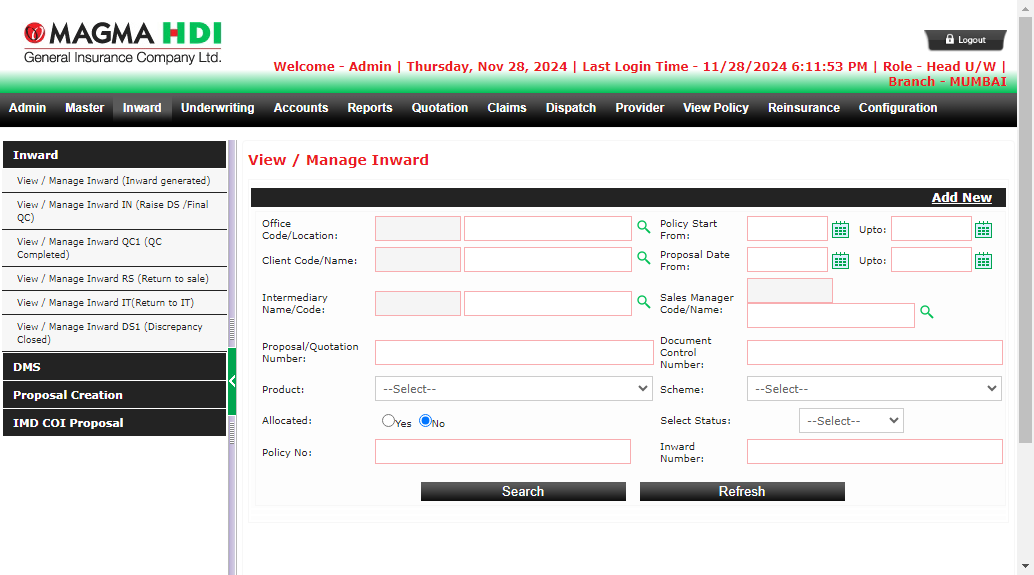 MAGMA HDI
General Insurance Company Ltd.
Logout
Welcome - Admin | Thursday, Nov 28, 2024 | Last Login Time - 11/28/2024 6:11:53 PM | Role - Head U/W |
Branch - MUMBAI
Admin Master Inward Underwriting Accounts Reports Quotation Claims Dispatch Provider View Policy Reinsurance Configuration
Inward
View / Manage Inward (Inward generated)
View / Manage Inward IN (Raise DS /Final
QC)
View / Manage Inward QC1 (QC
Completed)
View / Manage Inward RS (Return to sale)
View / Manage Inward IT(Return to IT)
View / Manage Inward DS1 (Discrepancy
Closed)
DMS
Proposal Creation
IMD COI Proposal
View / Manage Inward
Add New
Office
Code/Location:
Policy Start
From:
Upto:
Client Code/Name:
Proposal Date
From:
Upto:
Intermediary
Name/Code:
Sales Manager
Code/Name:
Proposal/Quotation
Number:
Document
Control
Number:
Product:
--Select--
Scheme:
--Select--
Allocated:
Yes No
Select Status:
--Select--
Policy No:
Inward
Number:
Search
Refresh